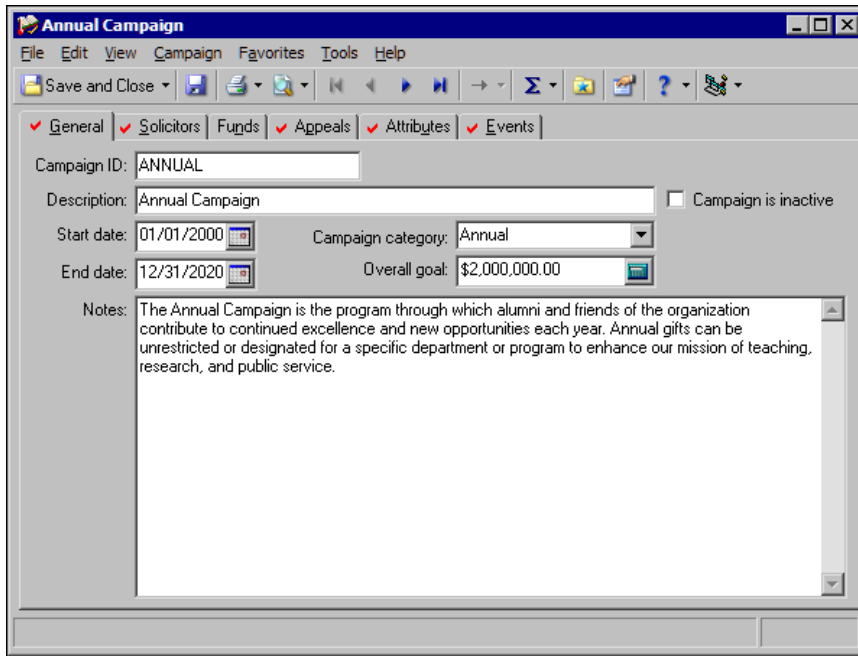 Annual Campaign
File Edit View Campaign Favorites Tools Help
Save and Close
General Solicitors Funds Appeals Attributes Events
Campaign ID: ANNUAL
Description: Annual Campaign Campaign is inactive
Start date: 01/01/2000 Campaign category: Annual
End date: 12/31/2020 Overall goal: $2,000,000.00
Notes: The Annual Campaign is the program through which alumni and friends of the organization
contribute to continued excellence and new opportunities each year. Annual gifts can be
unrestricted or designated for a specific department or program to enhance our mission of teaching,
research, and public service.